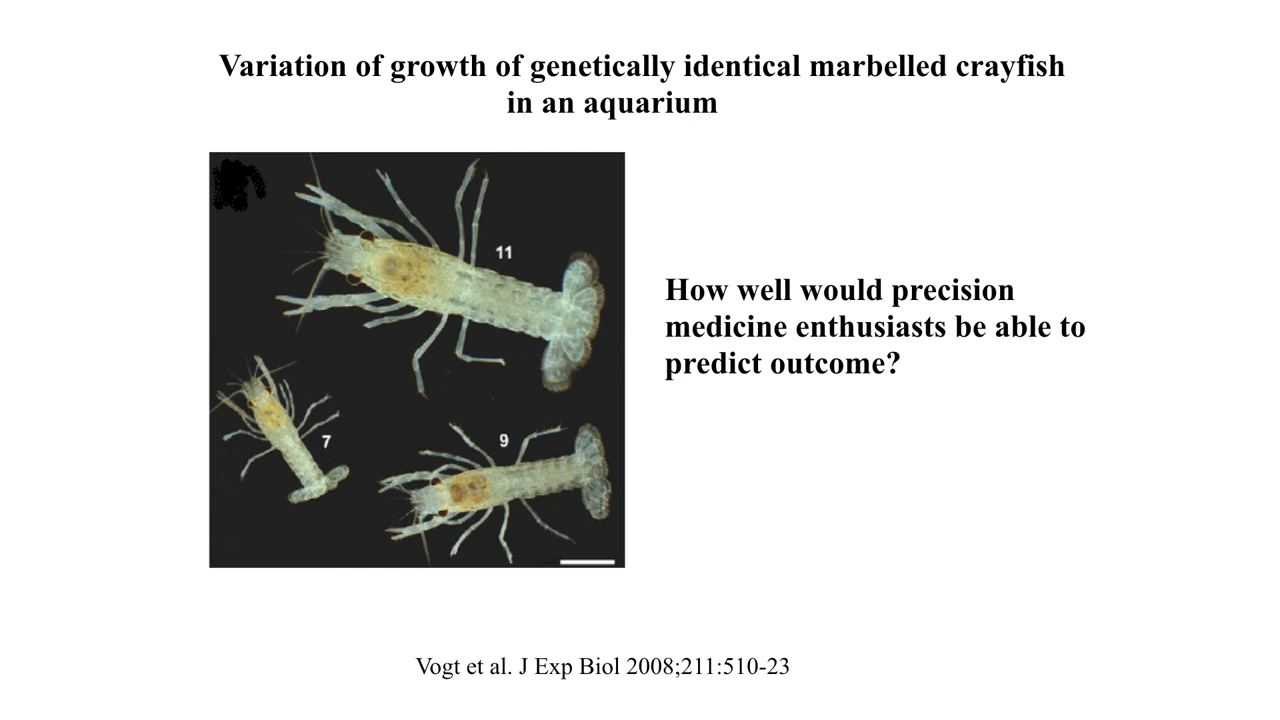 Variation of growth of genetically identical marbelled crayfish
in an aquarium
11
How well would precision
medicine enthusiasts be able to
predict outcome?
7
9
Vogt et al. J Exp Biol 2008;211:510-23